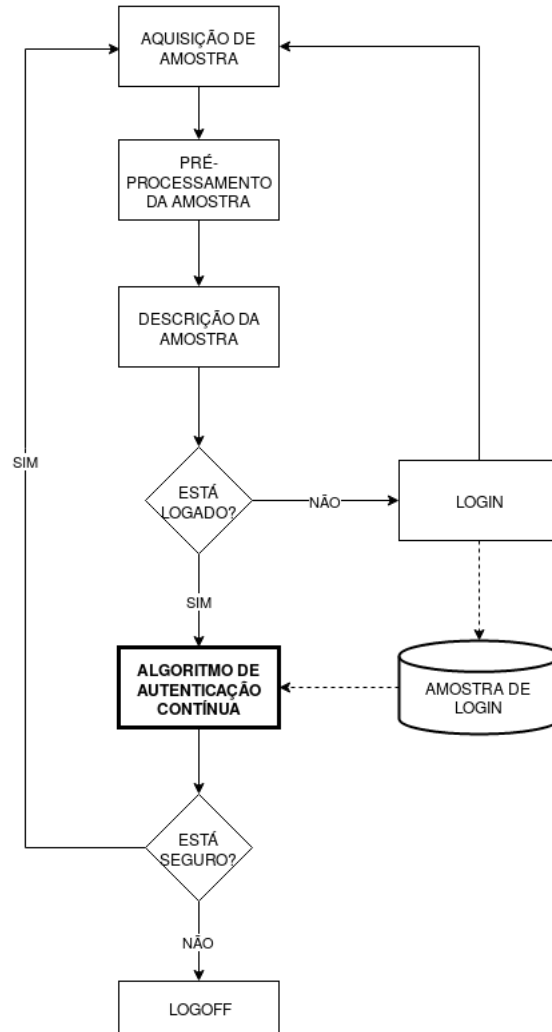 AQUISIÇÃO DE
AMOSTRA
PRÉ-
PROCESSAMENTO
DA AMOSTRA
DESCRIÇÃO DA
AMOSTRA
SIM
ESTÁ
LOGADO?
NÃO
LOGIN
SIM
ALGORITMO DE
AUTENTICAÇÃO
CONTÍNUA
AMOSTRA DE
LOGIN
ESTÁ
SEGURO?
NÃO
LOGOFF